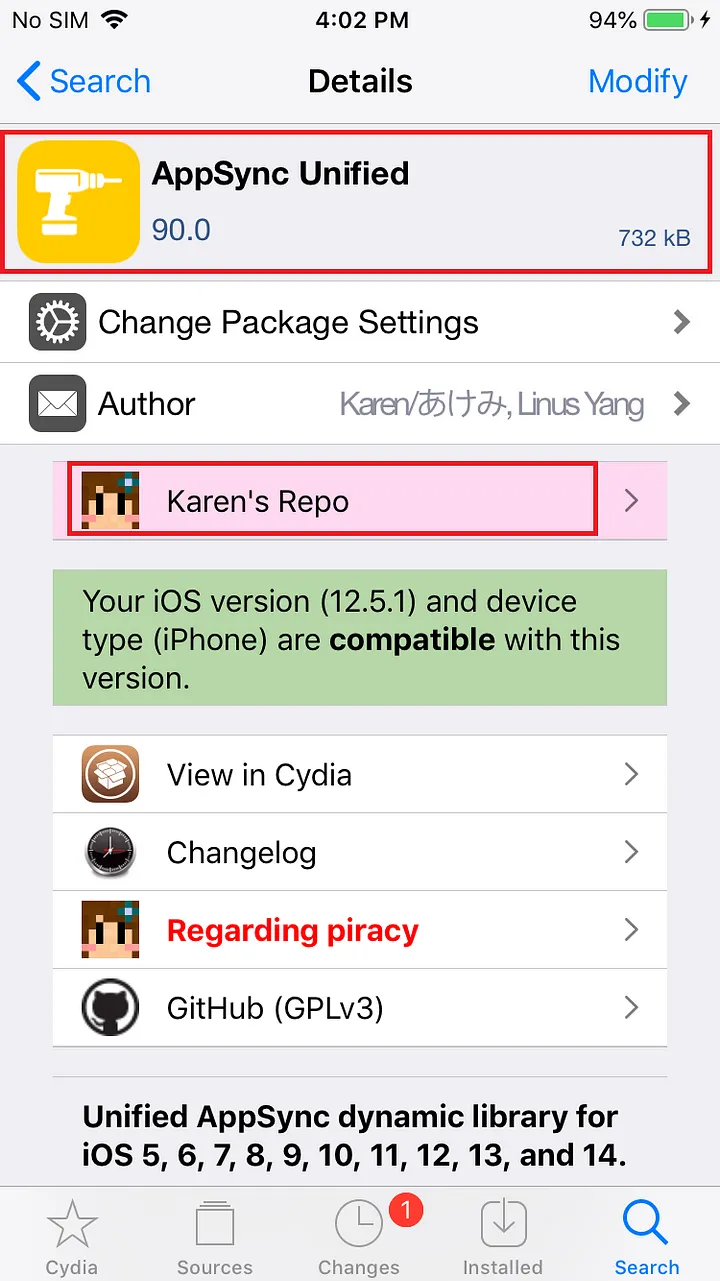 No SIM 4:02 PM 94%
Search Details Modify
AppSync Unified
90.0 732 kB
Change Package Settings
Author Karen/あけみ, Linus Yang
Karen's Repo
Your iOS version (12.5.1) and device
type (iPhone) are compatible with this
version.
View in Cydia
Changelog
Regarding piracy
GitHub (GPLv3)
Unified AppSync dynamic library for
iOS 5, 6, 7, 8, 9, 10, 11, 12, 13, and 14.
1
Cydia Sources Changes Installed Search